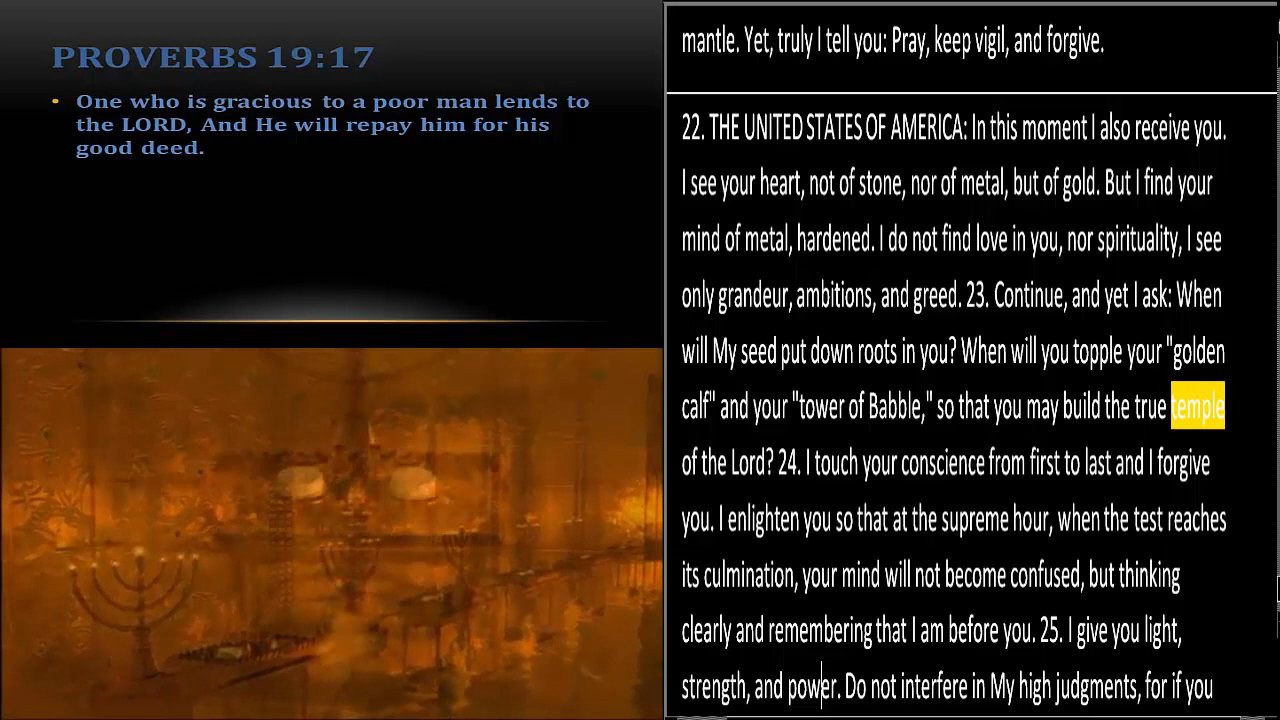 PROVERBS 19:17
• One who is gracious to a poor man lends to
the LORD, And He will repay him for his
good deed.
mantle. Yet, truly I tell you: Pray, keep vigil, and forgive.
22. THE UNITED STATES OF AMERICA: In this moment I also receive you.
I see your heart, not of stone, nor of metal, but of gold. But I find your
mind of metal, hardened. I do not find love in you, nor spirituality, I see
only grandeur, ambitions, and greed. 23. Continue, and yet I ask: When
will My seed put down roots in you? When will you topple your "golden
calf" and your "tower of Babble," so that you may build the true temple
of the Lord? 24. I touch your conscience from first to last and I forgive
you. I enlighten you so that at the supreme hour, when the test reaches
its culmination, your mind will not become confused, but thinking
clearly and remembering that I am before you. 25. I give you light,
strength, and power. Do not interfere in My high judgments, for if you